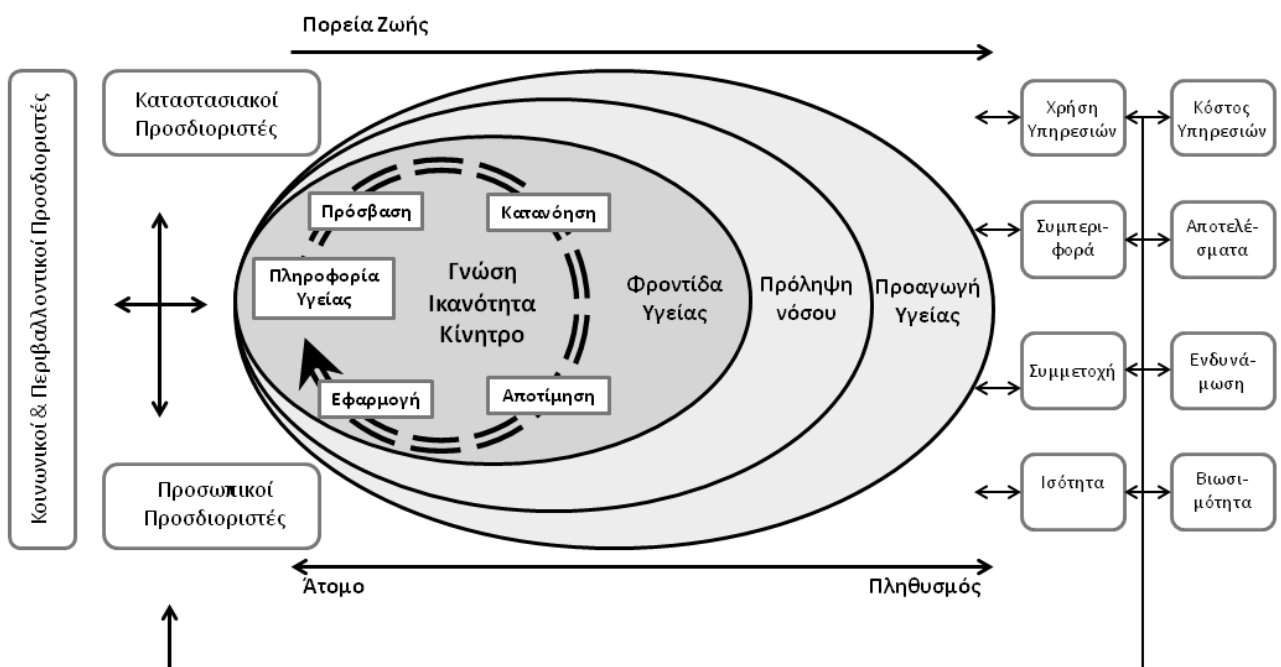 Πορεία Ζωής
Κοινωνικοί & Περιβαλλοντικοί Προσδιοριστές
Καταστασιακοί
Προσδιοριστές
Προσωπικοί
Προσδιοριστές
Πρόσβαση
Κατανόηση
Πληροφορία
Υγείας
Γνώση
Ικανότητα
Κίνητρο
Εφαρμογή
Αποτίμηση
Φροντίδα
Υγείας
Πρόληψη
νόσου
Προαγωγή
Υγείας
Χρήση
Υπηρεσιών
Κόστος
Υπηρεσιών
Συμπερι-
φορά
Αποτελέ-
σματα
Συμμετοχή
Ενδυνά-
μωση
Ισότητα
Βιωσι-
μότητα
Άτομο
Πληθυσμός